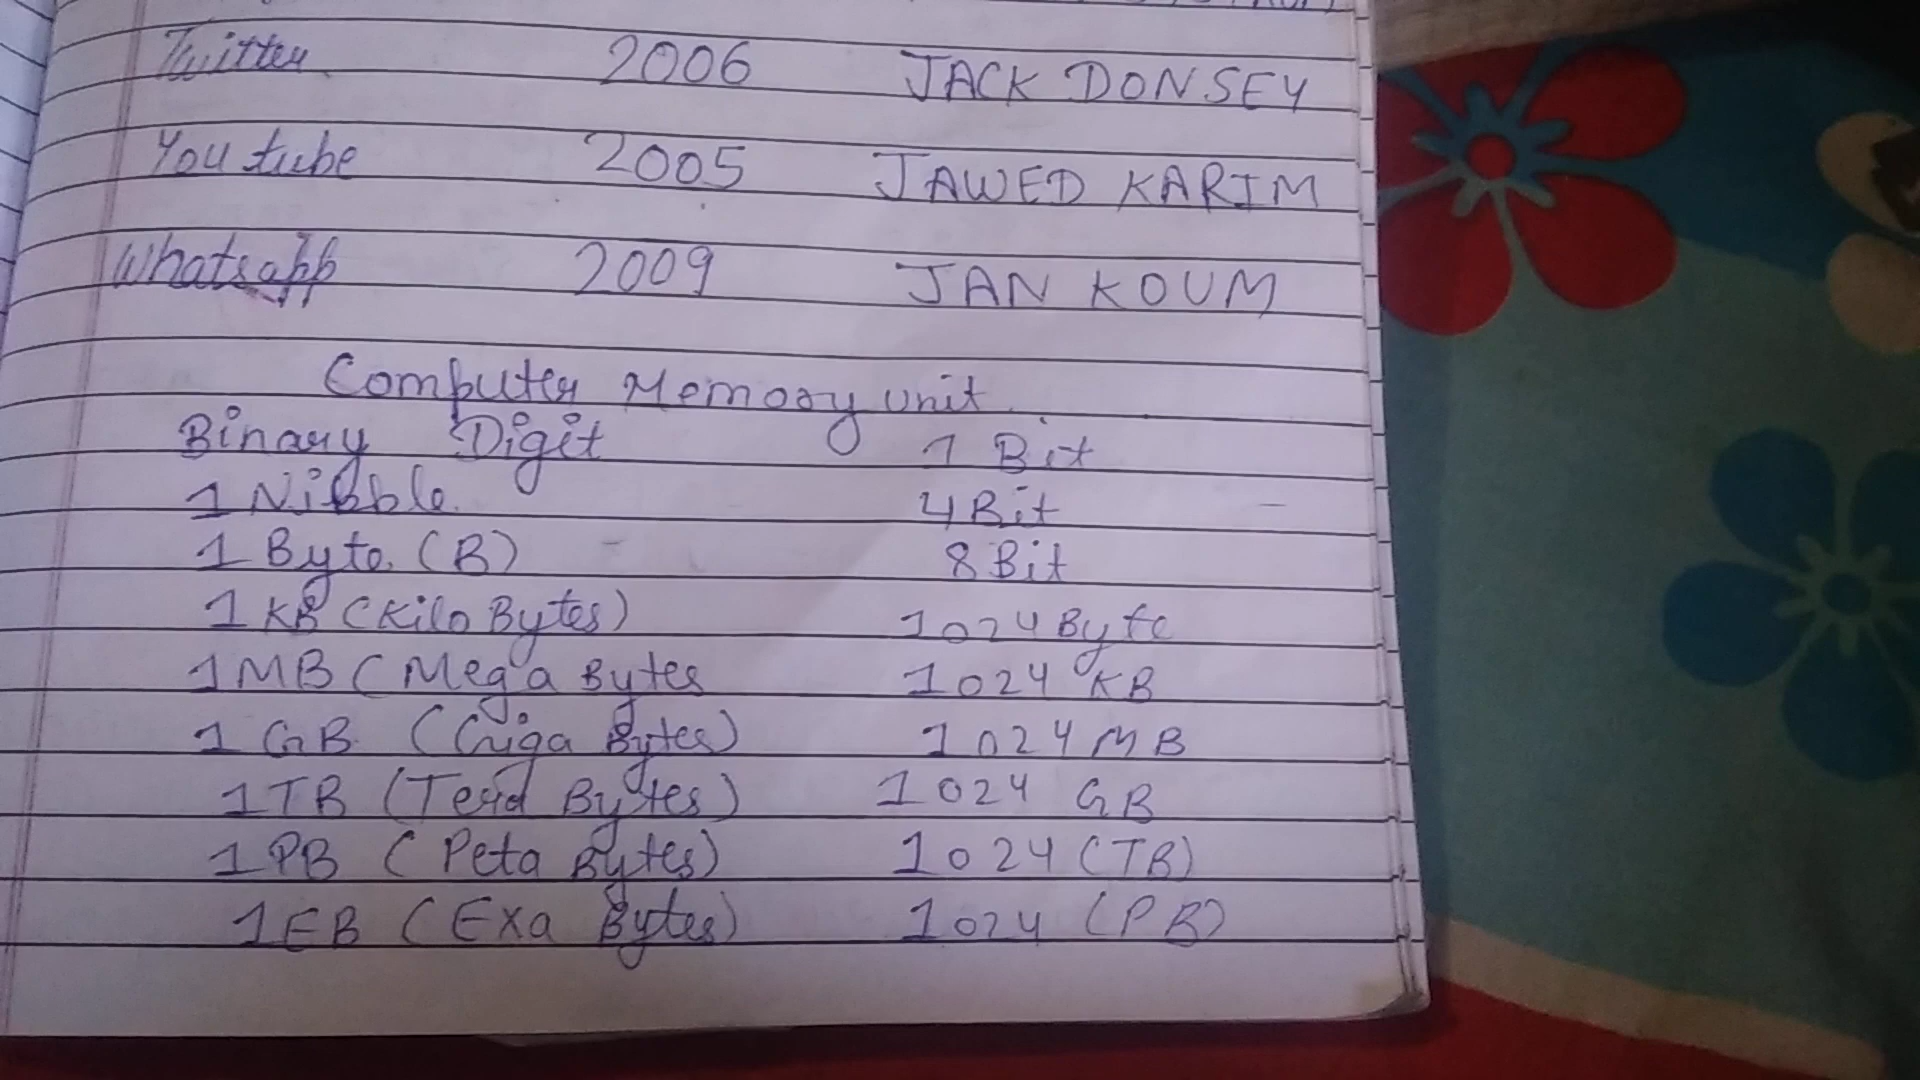 Twitter 2006 JACK DONSEY
You tube 2005 JAWED KARIM
Whatsapp 2009 JAN KOUM
Computer Memory unit
Binary Digit 1 Bit
1 Nibble 4 Bit
1 Byte (B) 8 Bit
1 KB (Kilo Bytes) 1024 Byte
1 MB (Mega Bytes 1024 KB
1 GB (Giga Bytes) 1024 MB
1 TB (Tera Bytes) 1024 GB
1 PB (Peta Bytes) 1024 (TB)
1 EB (Exa Bytes) 1024 (PB)